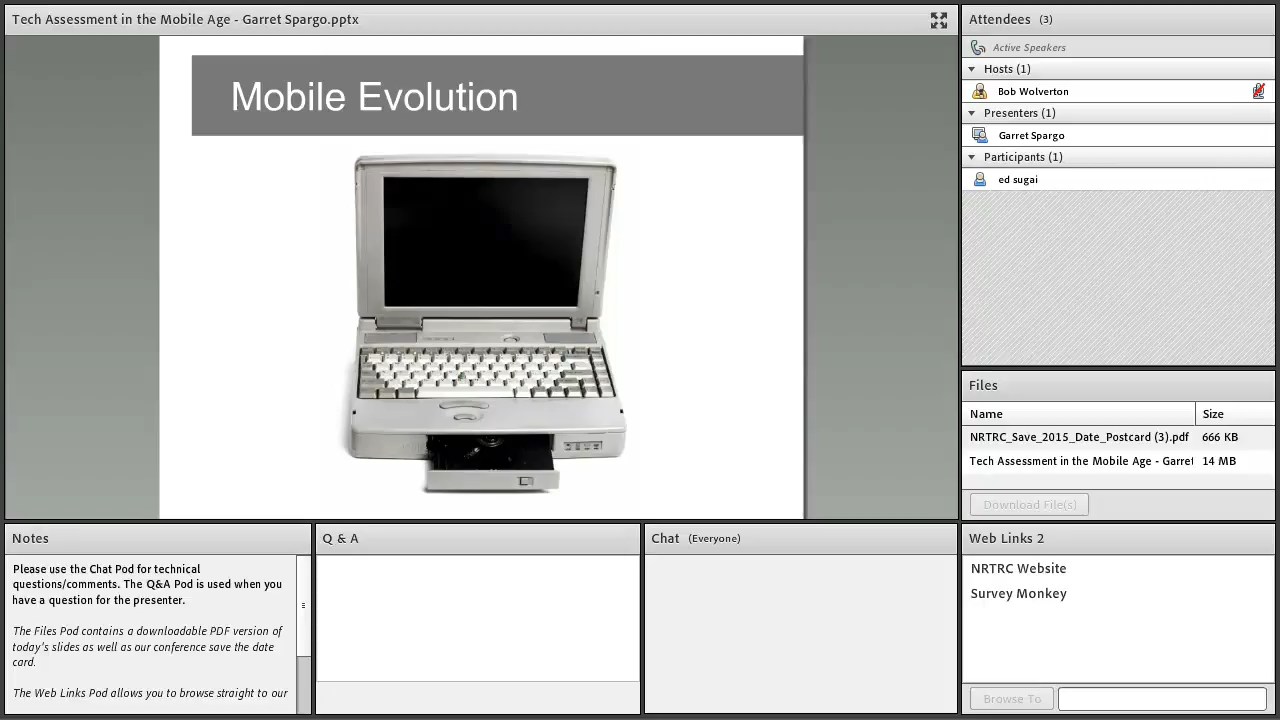 Tech Assessment in the Mobile Age - Garret Spargo.pptx
Mobile Evolution
Attendees (3)
Active Speakers
Hosts (1)
Bob Wolverton
Presenters (1)
Garret Spargo
Participants (1)
ed sugai
Files
Name Size
NRTRC_Save_2015_Date_Postcard (3).pdf 666 KB
Tech Assessment in the Mobile Age - Garret 14 MB
Download File(s)
Notes
Please use the Chat Pod for technical
questions/comments. The Q&A Pod is used when you
have a question for the presenter.
The Files Pod contains a downloadable PDF version of
today's slides as well as our conference save the date
card.
The Web Links Pod allows you to browse straight to our
Q & A
Chat (Everyone)
Web Links 2
NRTRC Website
Survey Monkey
Browse To